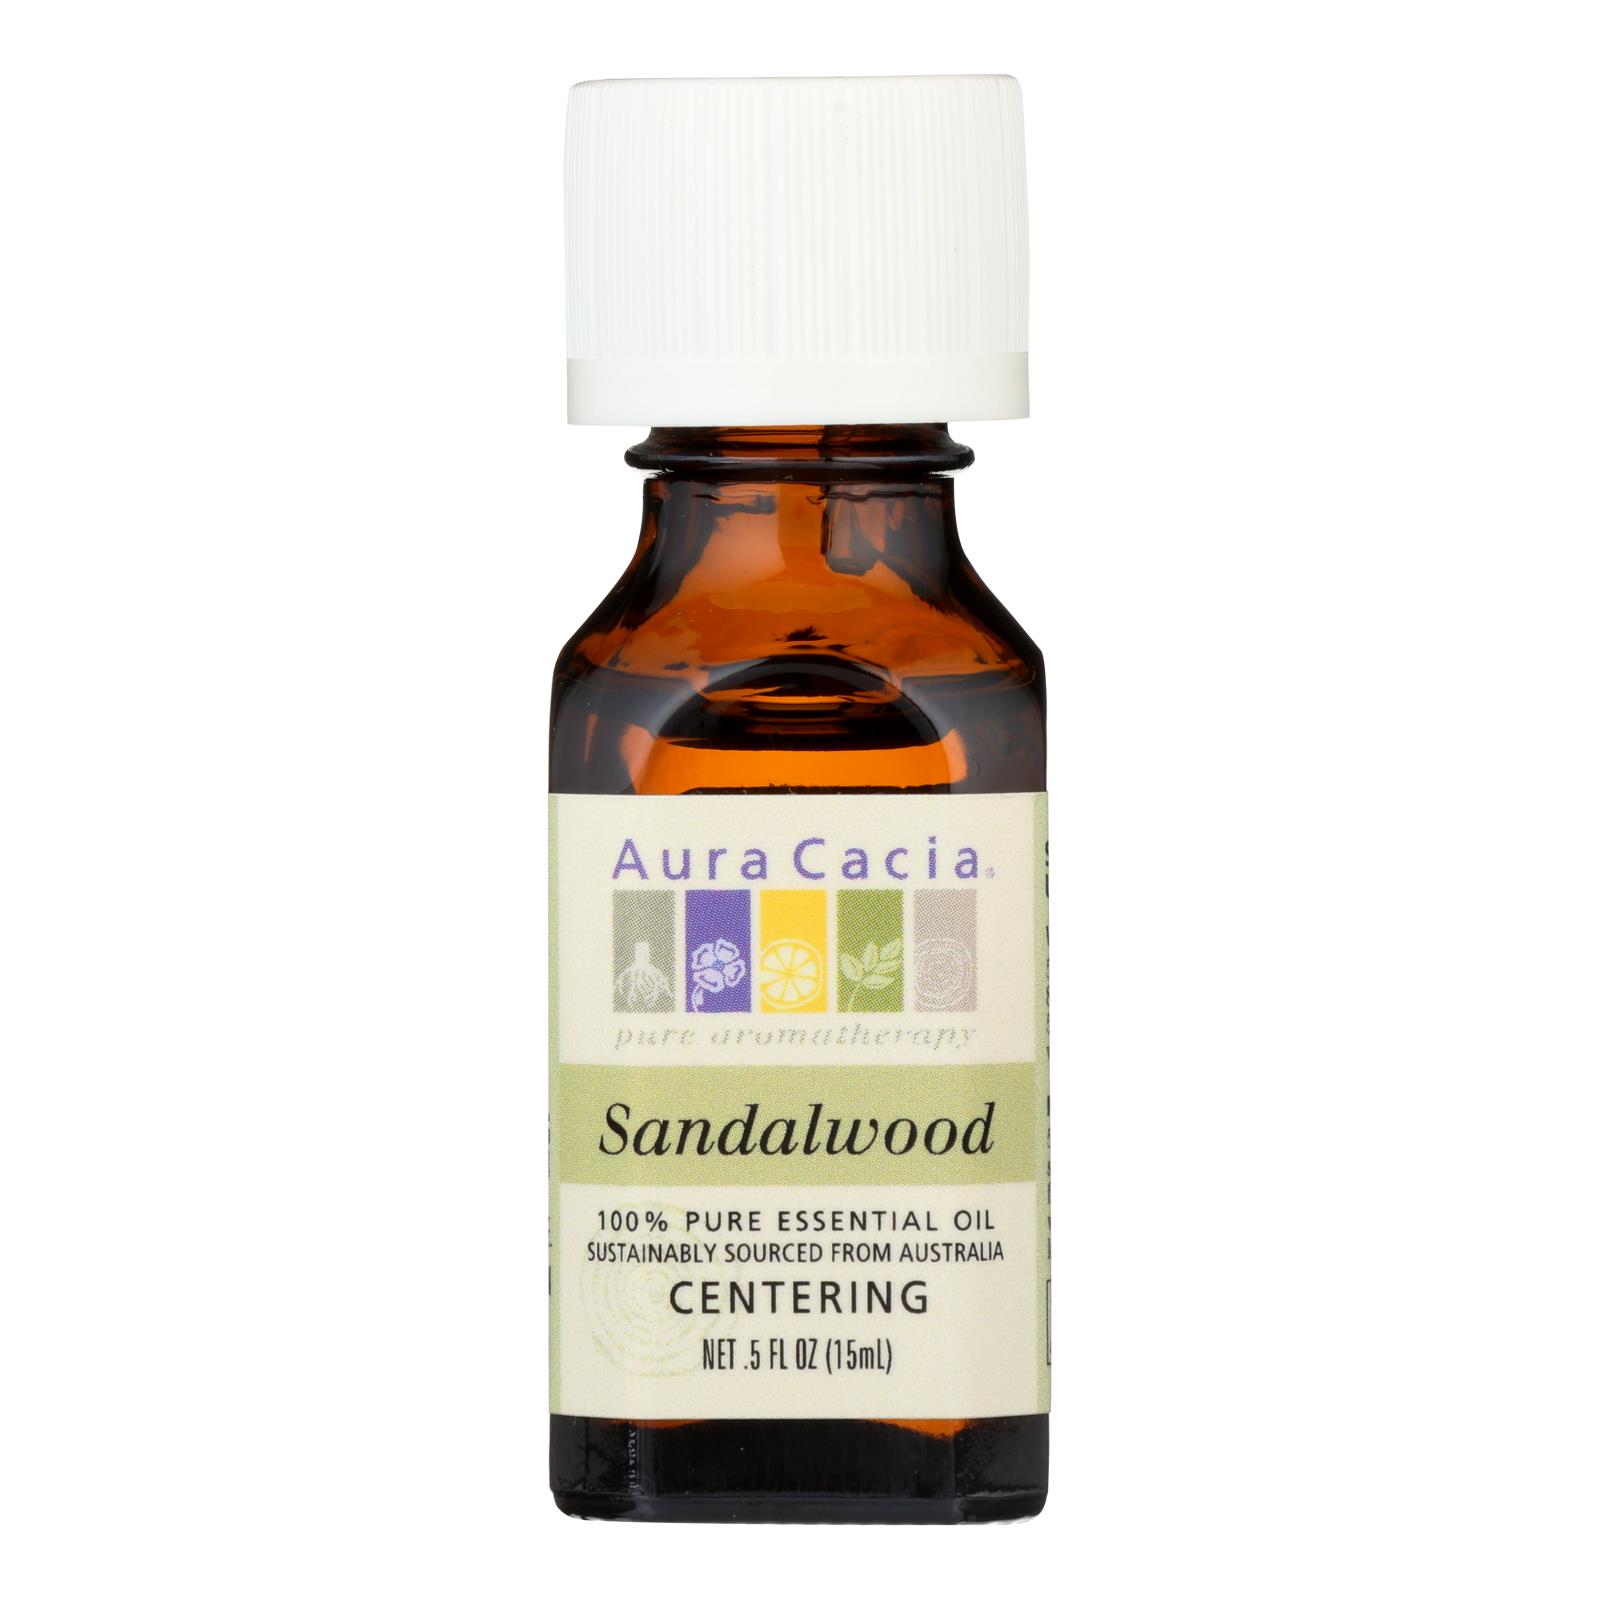 Aura Cacia®
pure aromatherapy
Sandalwood
100% PURE ESSENTIAL OIL
SUSTAINABLY SOURCED FROM AUSTRALIA
CENTERING
NET .5 FL OZ (15mL)